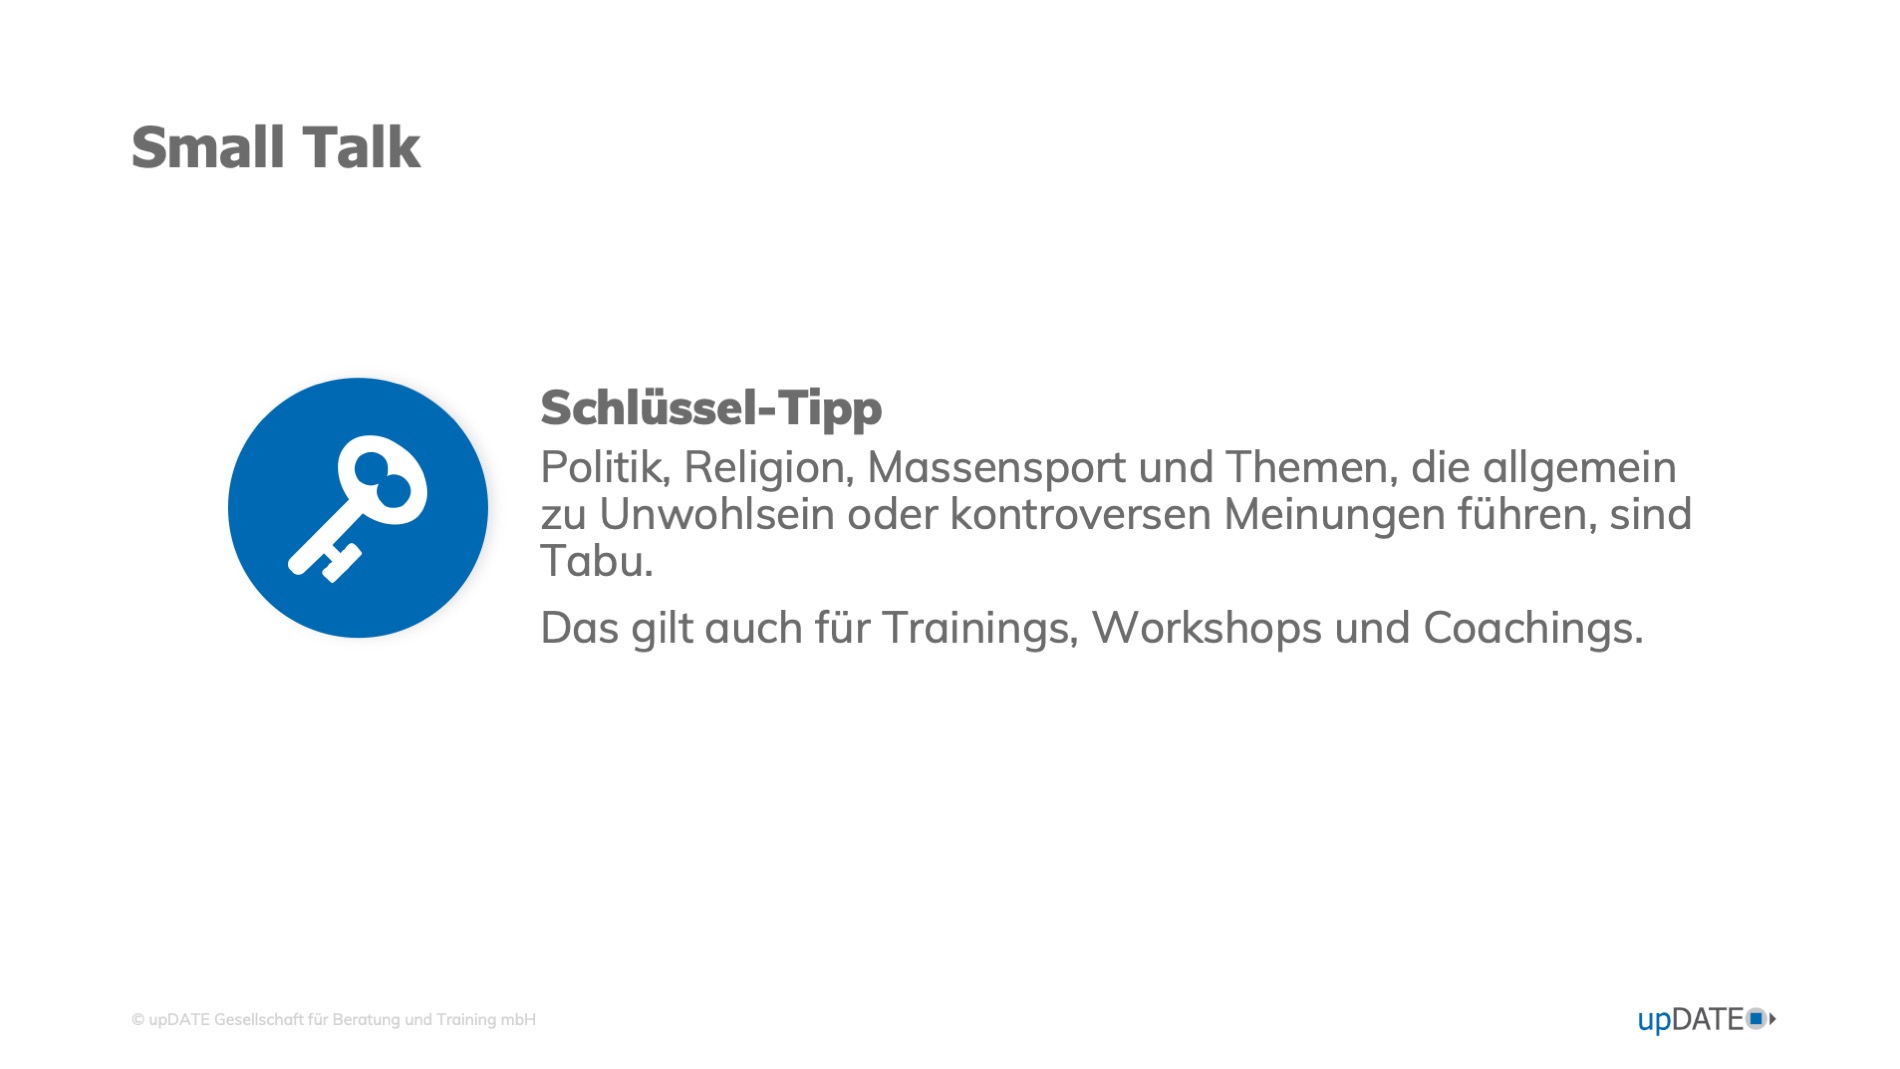 Small Talk
Schlüssel-Tipp
Politik, Religion, Massensport und Themen, die allgemein
zu Unwohlsein oder kontroversen Meinungen führen, sind
Tabu.
Das gilt auch für Trainings, Workshops und Coachings.
© upDATE Gesellschaft für Beratung und Training mbH
upDATE